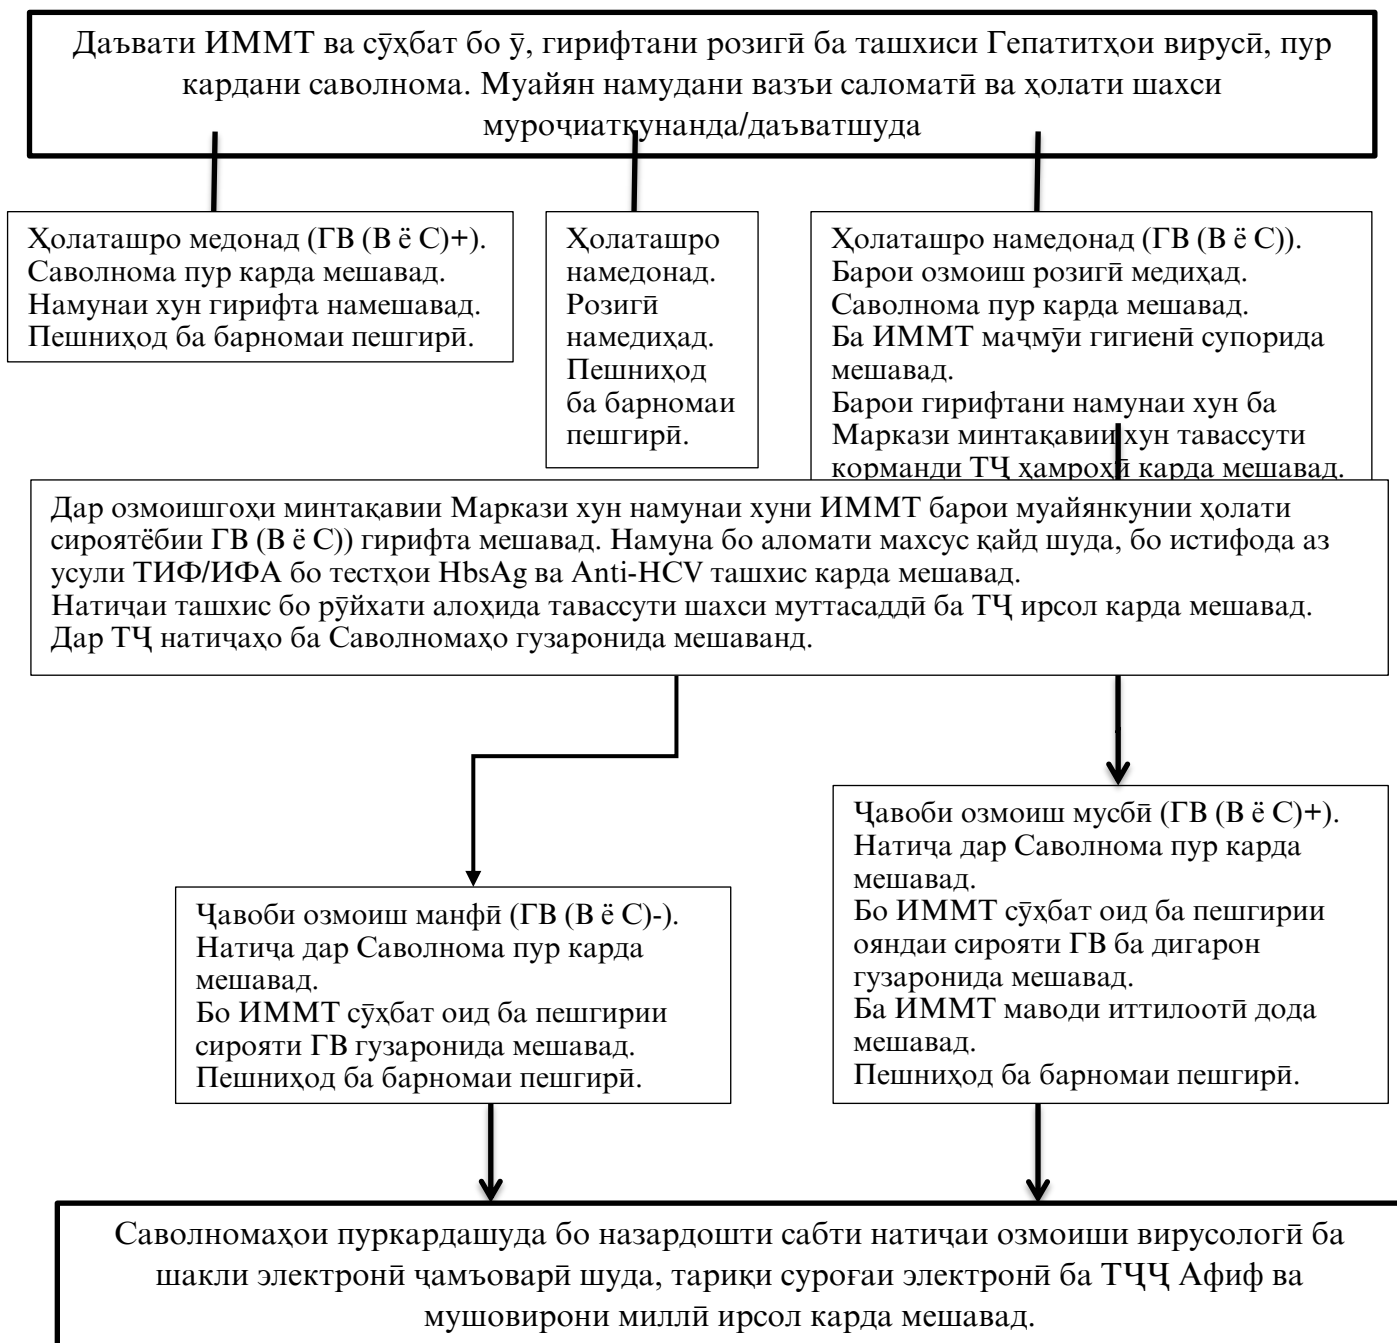 Даъвати ИММТ ва сӯҳбат бо ӯ, гирифтани розигӣ ба ташхиси Гепатитҳои вирусӣ, пур
кардани саволнома. Муайян намудани вазъи саломатӣ ва ҳолати шахси
муроҷиаткунанда/даъватшуда
Ҳолаташро медонад (ГВ (В ё С)+).
Саволнома пур карда мешавад.
Намунаи хун гирифта намешавад.
Пешниҳод ба барномаи пешгирӣ.
Ҳолаташро
намедонад.
Розигӣ
намедиҳад.
Пешниҳод
ба барномаи
пешгирӣ.
Ҳолаташро намедонад (ГВ (В ё С)).
Барои озмоиш розигӣ медиҳад.
Саволнома пур карда мешавад.
Ба ИММТ маҷмӯи гигиенӣ супорида
мешавад.
Барои гирифтани намунаи хун ба
Маркази минтақавии хун тавассути
корманди ТҶ ҳамроҳӣ карда мешавад.
Дар озмоишгоҳи минтақавии Маркази хун намунаи хуни ИММТ барои муайянкунии ҳолати
сироятёбии ГВ (В ё С)) гирифта мешавад. Намуна бо аломати махсус қайд шуда, бо истифода аз
усули ТИФ/ИФА бо тестҳои HbsAg ва Anti-HCV ташхис карда мешавад.
Натиҷаи ташхис бо рӯйхати алоҳида тавассути шахси муттасаддӣ ба ТҶ ирсол карда мешавад.
Дар ТҶ натиҷаҳо ба Саволномаҳо гузаронида мешаванд.
Ҷавоби озмоиш манфӣ (ГВ (В ё С)-).
Натиҷа дар Саволнома пур карда
мешавад.
Бо ИММТ сӯҳбат оид ба пешгирии
сирояти ГВ гузаронида мешавад.
Пешниҳод ба барномаи пешгирӣ.
Ҷавоби озмоиш мусбӣ (ГВ (В ё С)+).
Натиҷа дар Саволнома пур карда
мешавад.
Бо ИММТ сӯҳбат оид ба пешгирии
ояндаи сирояти ГВ ба дигарон
гузаронида мешавад.
Ба ИММТ маводи иттилоотӣ дода
мешавад.
Пешниҳод ба барномаи пешгирӣ.
Саволномаҳои пуркардашуда бо назардошти сабти натиҷаи озмоиши вирусологӣ ба
шакли электронӣ ҷамъоварӣ шуда, тариқи суроғаи электронӣ ба ТҶҶ Афиф ва
мушовирони миллӣ ирсол карда мешавад.